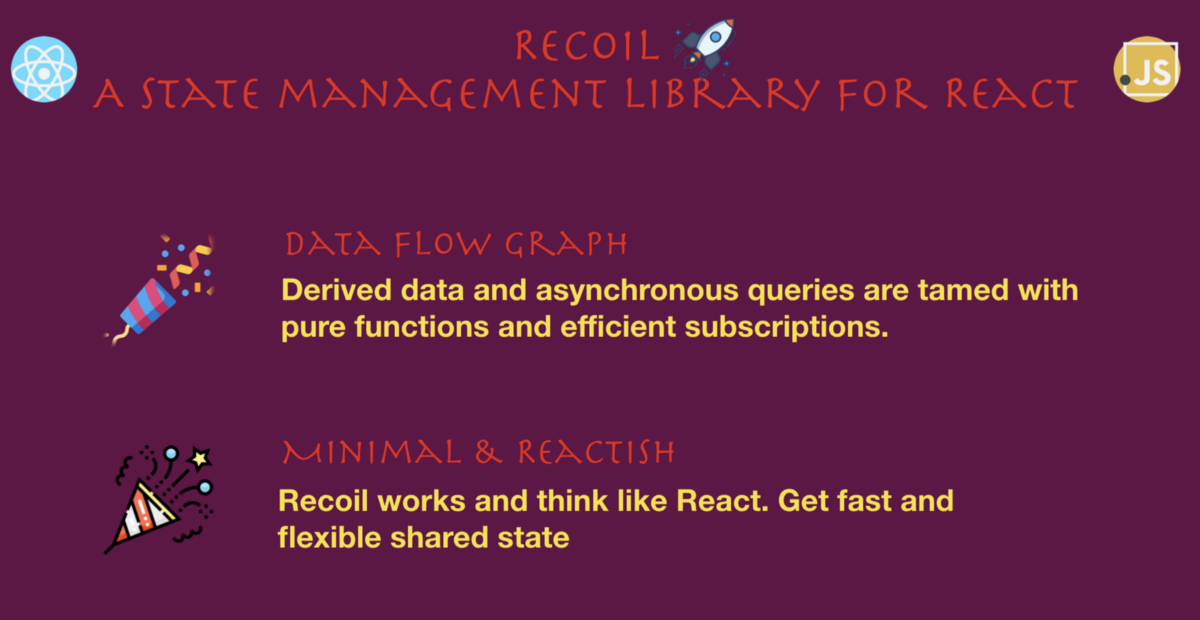 RECOIL
A STATE MANAGEMENT LIBRARY FOR REACT
JS
DATA FLOW GRAPH
Derived data and asynchronous queries are tamed with
pure functions and efficient subscriptions.
MINIMAL & REACTISH
Recoil works and think like React. Get fast and
flexible shared state